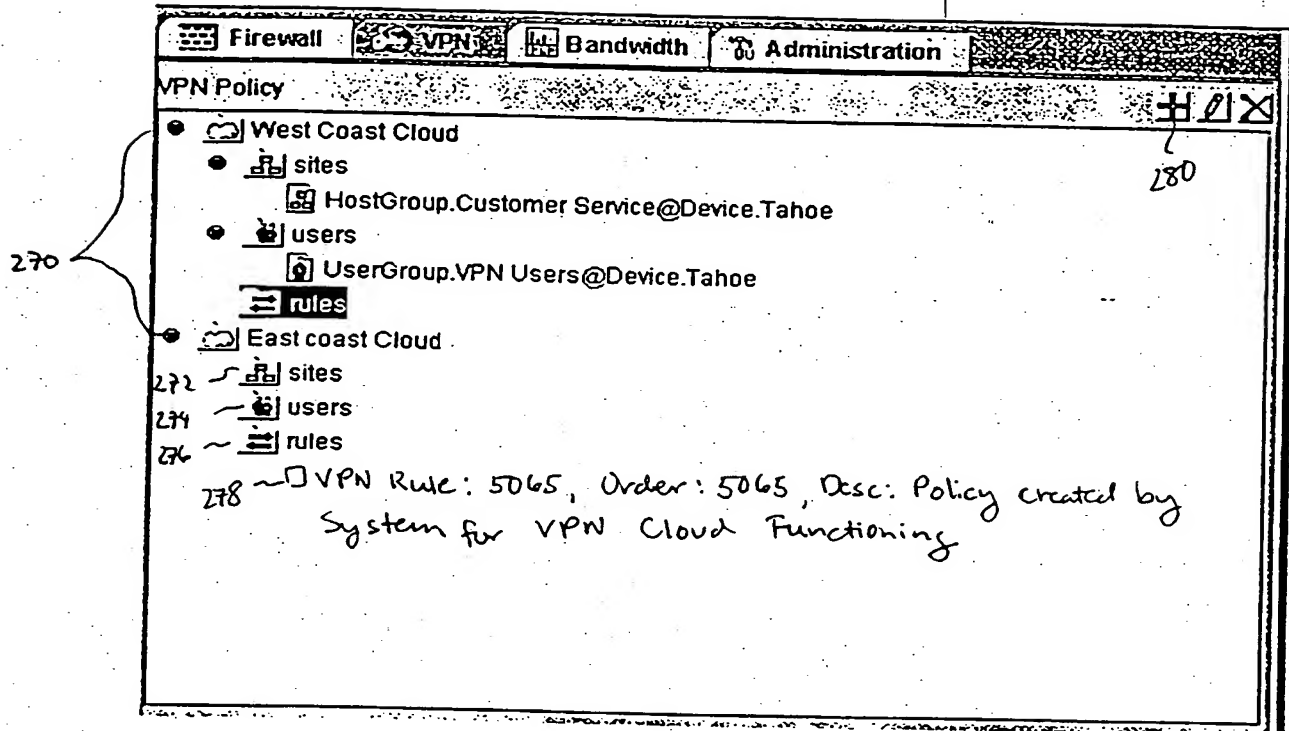 Firewall VPN Bandwidth Administration
VPN Policy
280
West Coast Cloud
sites
HostGroup.Customer Service@Device.Tahoe
users
270
UserGroup.VPN Users@Device.Tahoe
rules
East coast Cloud
272 sites
274 users
276 rules
278 VPN Rule: 5065, Order: 5065, Desc: Policy created by
System for VPN Cloud Functioning